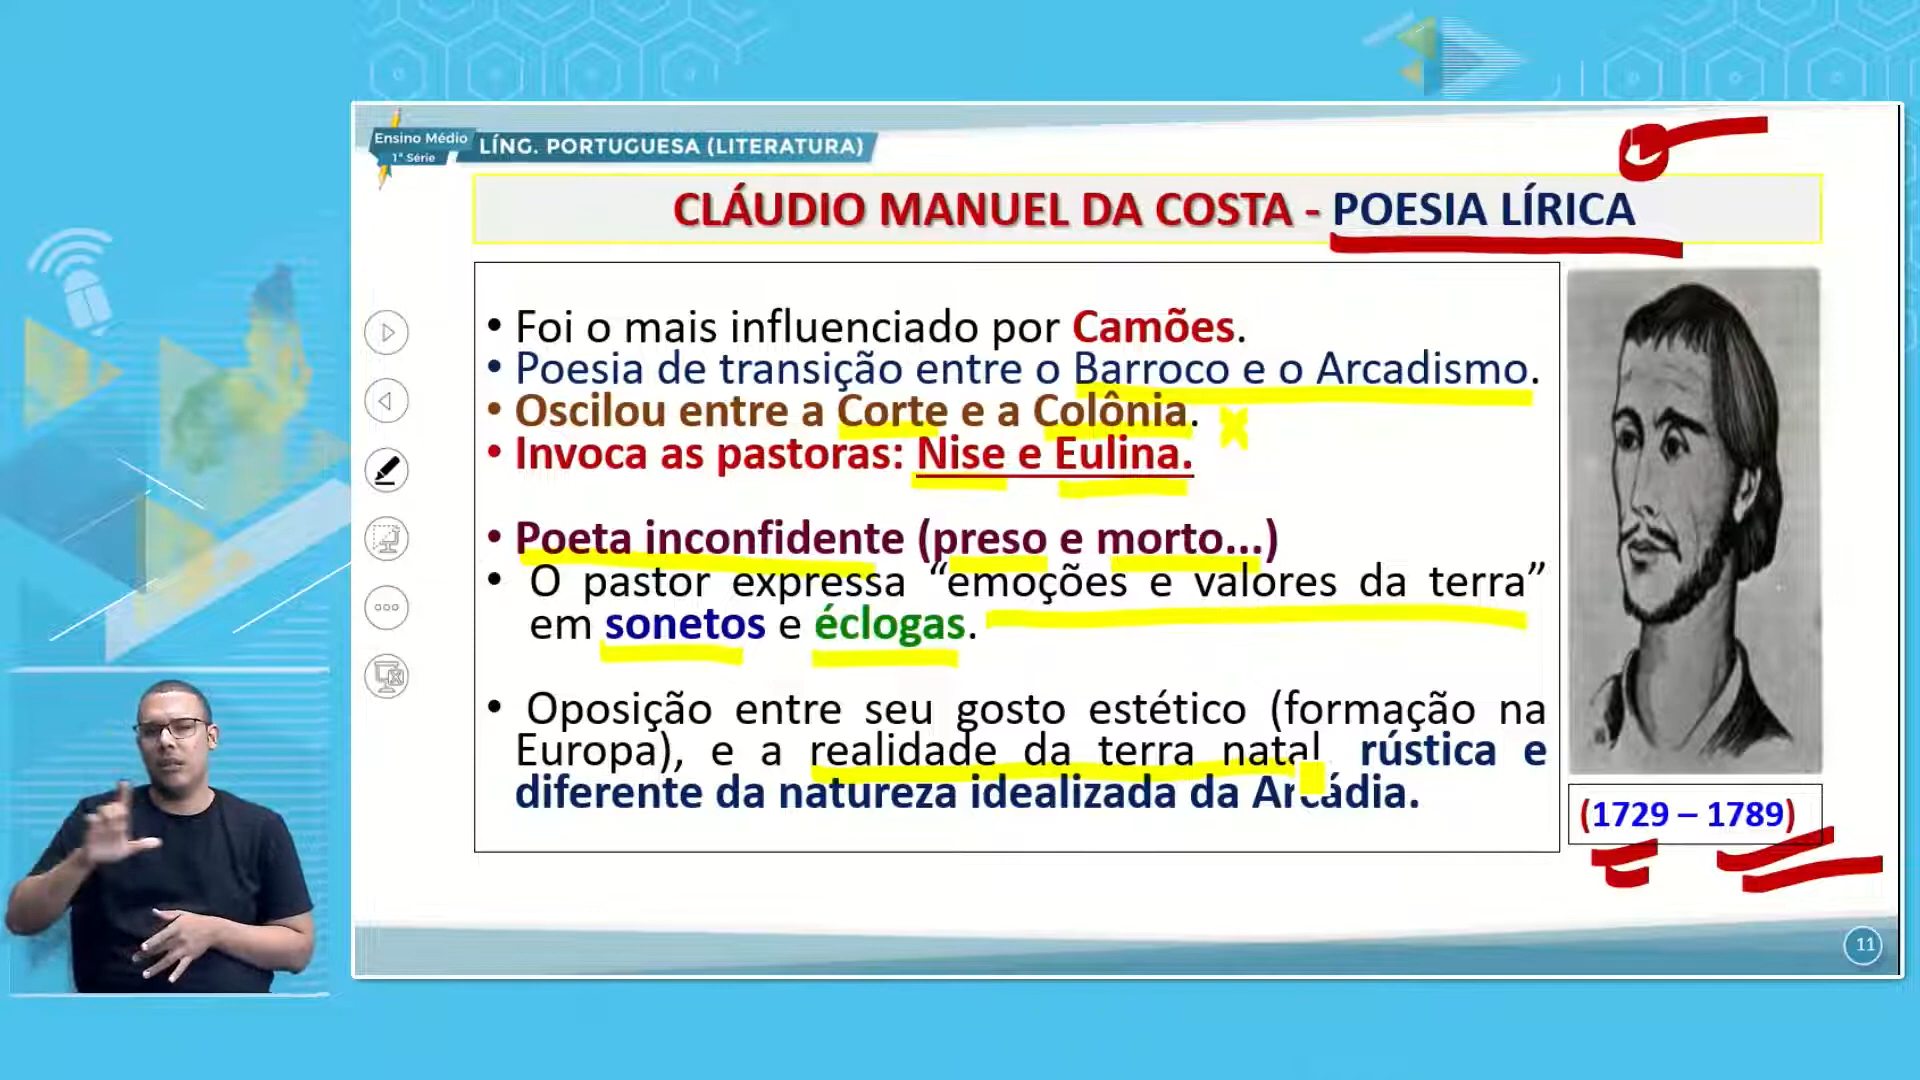 Ensino Médio
1ª Série
LÍNG. PORTUGUESA (LITERATURA)
CLÁUDIO MANUEL DA COSTA - POESIA LÍRICA
• Foi o mais influenciado por Camões.
• Poesia de transição entre o Barroco e o Arcadismo.
• Oscilou entre a Corte e a Colônia.
• Invoca as pastoras: Nise e Eulina.
• Poeta inconfidente (preso e morto...)
• O pastor expressa “emoções e valores da terra”
em sonetos e éclogas.
• Oposição entre seu gosto estético (formação na
Europa), e a realidade da terra natal rústica e
diferente da natureza idealizada da Arcádia.
(1729 – 1789)
11